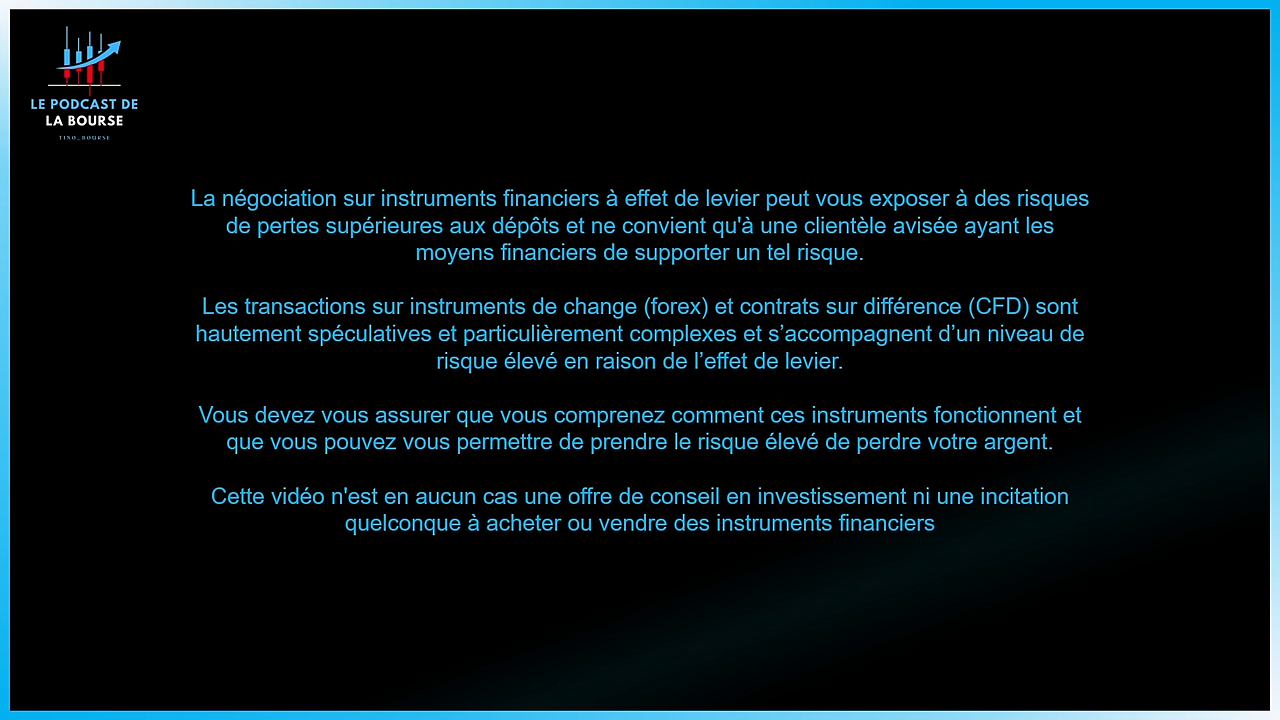 LE PODCAST DE
LA BOURSE
TINO_BOURSE
La négociation sur instruments financiers à effet de levier peut vous exposer à des risques
de pertes supérieures aux dépôts et ne convient qu'à une clientèle avisée ayant les
moyens financiers de supporter un tel risque.
Les transactions sur instruments de change (forex) et contrats sur différence (CFD) sont
hautement spéculatives et particulièrement complexes et s’accompagnent d’un niveau de
risque élevé en raison de l’effet de levier.
Vous devez vous assurer que vous comprenez comment ces instruments fonctionnent et
que vous pouvez vous permettre de prendre le risque élevé de perdre votre argent.
Cette vidéo n'est en aucun cas une offre de conseil en investissement ni une incitation
quelconque à acheter ou vendre des instruments financiers